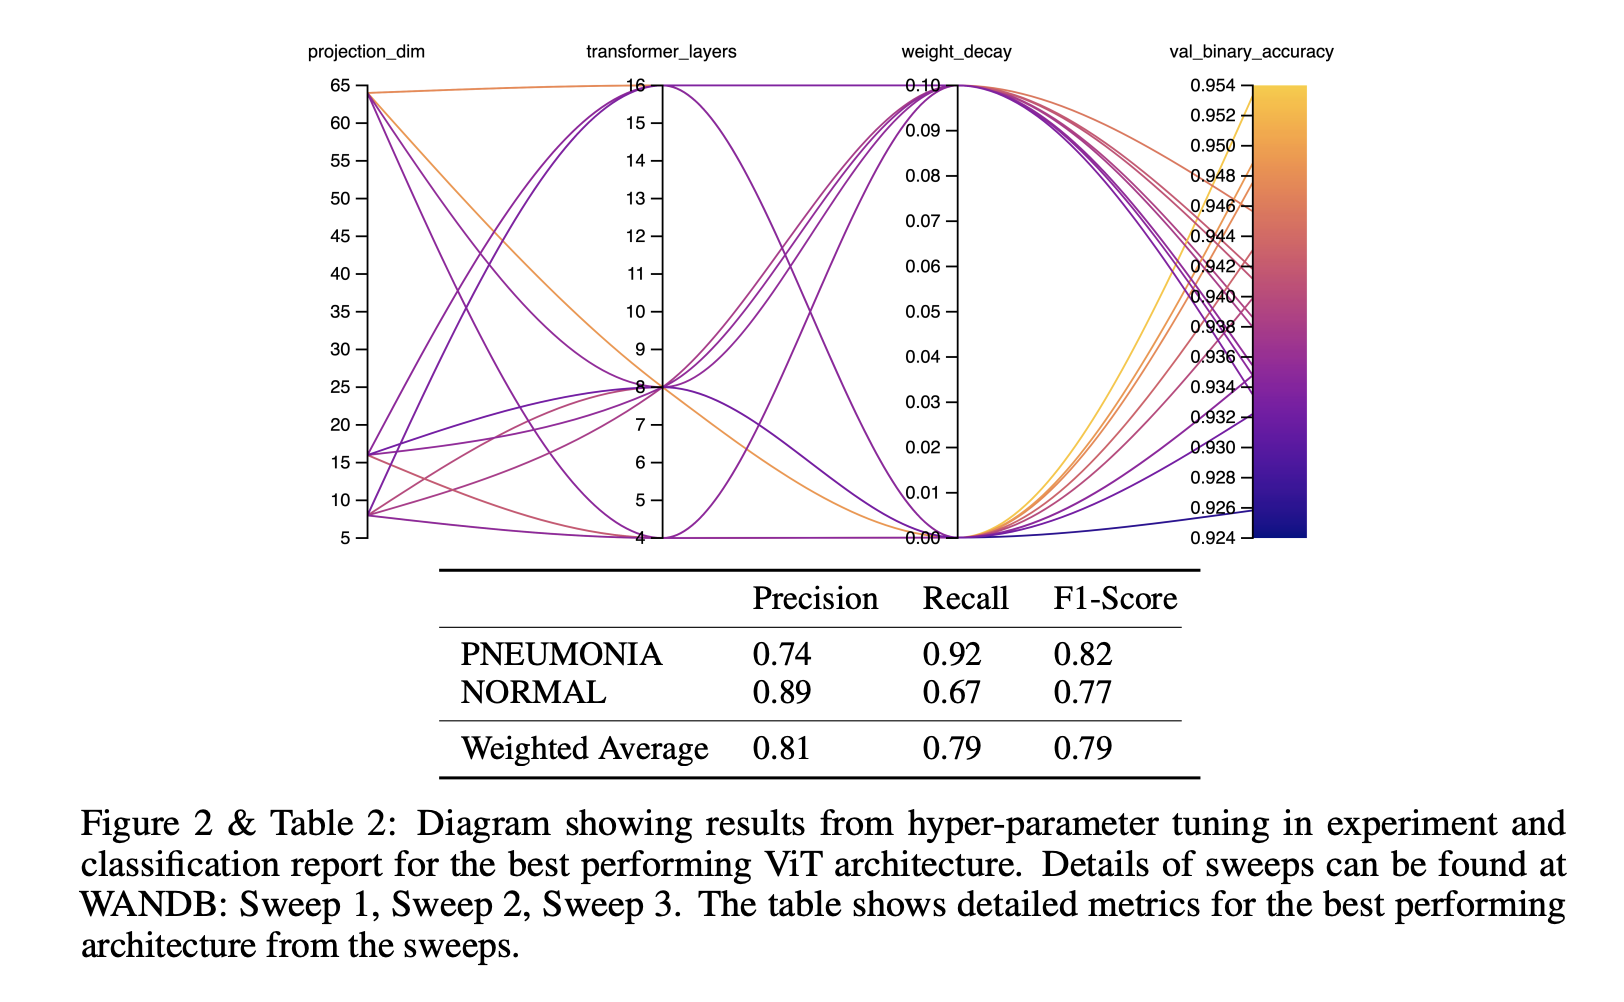 projection_dim transformer_layers weight_decay val_binary_accuracy
65 16 0.10 0.954
60 15 0.09 0.952
55 14 0.08 0.950
50 13 0.07 0.948
45 12 0.06 0.946
40 11 0.05 0.944
35 10 0.04 0.942
30 9 0.03 0.940
25 8 0.02 0.938
20 7 0.01 0.936
15 6 0.00 0.934
10 5 0.932
5 4 0.930
0.928
0.926
0.924
Precision Recall F1-Score
PNEUMONIA 0.74 0.92 0.82
NORMAL 0.89 0.67 0.77
Weighted Average 0.81 0.79 0.79
Figure 2 & Table 2: Diagram showing results from hyper-parameter tuning in experiment and
classification report for the best performing ViT architecture. Details of sweeps can be found at
WANDB: Sweep 1, Sweep 2, Sweep 3. The table shows detailed metrics for the best performing
architecture from the sweeps.